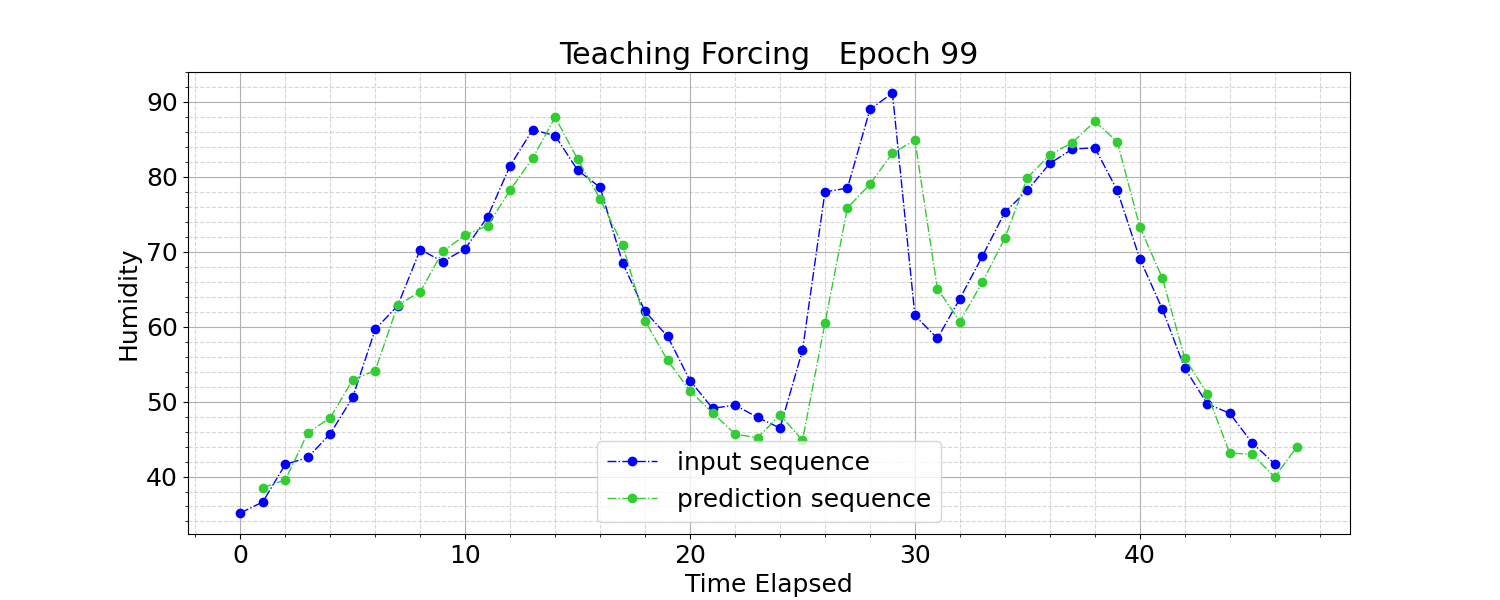 Teaching Forcing   Epoch 99
90
80
70
60
50
40
Humidity
input sequence
prediction sequence
0 10 20 30 40
Time Elapsed